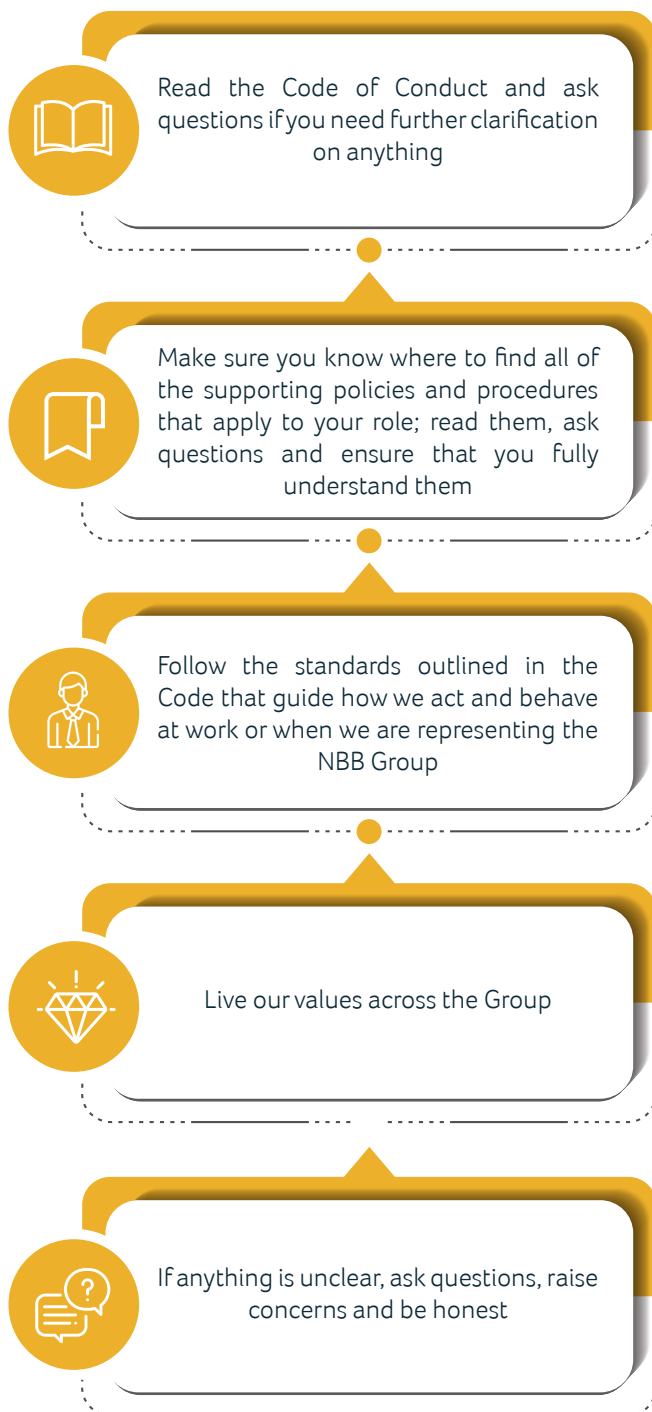 Read the Code of Conduct and ask
questions if you need further clarification
on anything
Make sure you know where to find all of
the supporting policies and procedures
that apply to your role; read them, ask
questions and ensure that you fully
understand them
Follow the standards outlined in the
Code that guide how we act and behave
at work or when we are representing the
NBB Group
Live our values across the Group
If anything is unclear, ask questions, raise
concerns and be honest